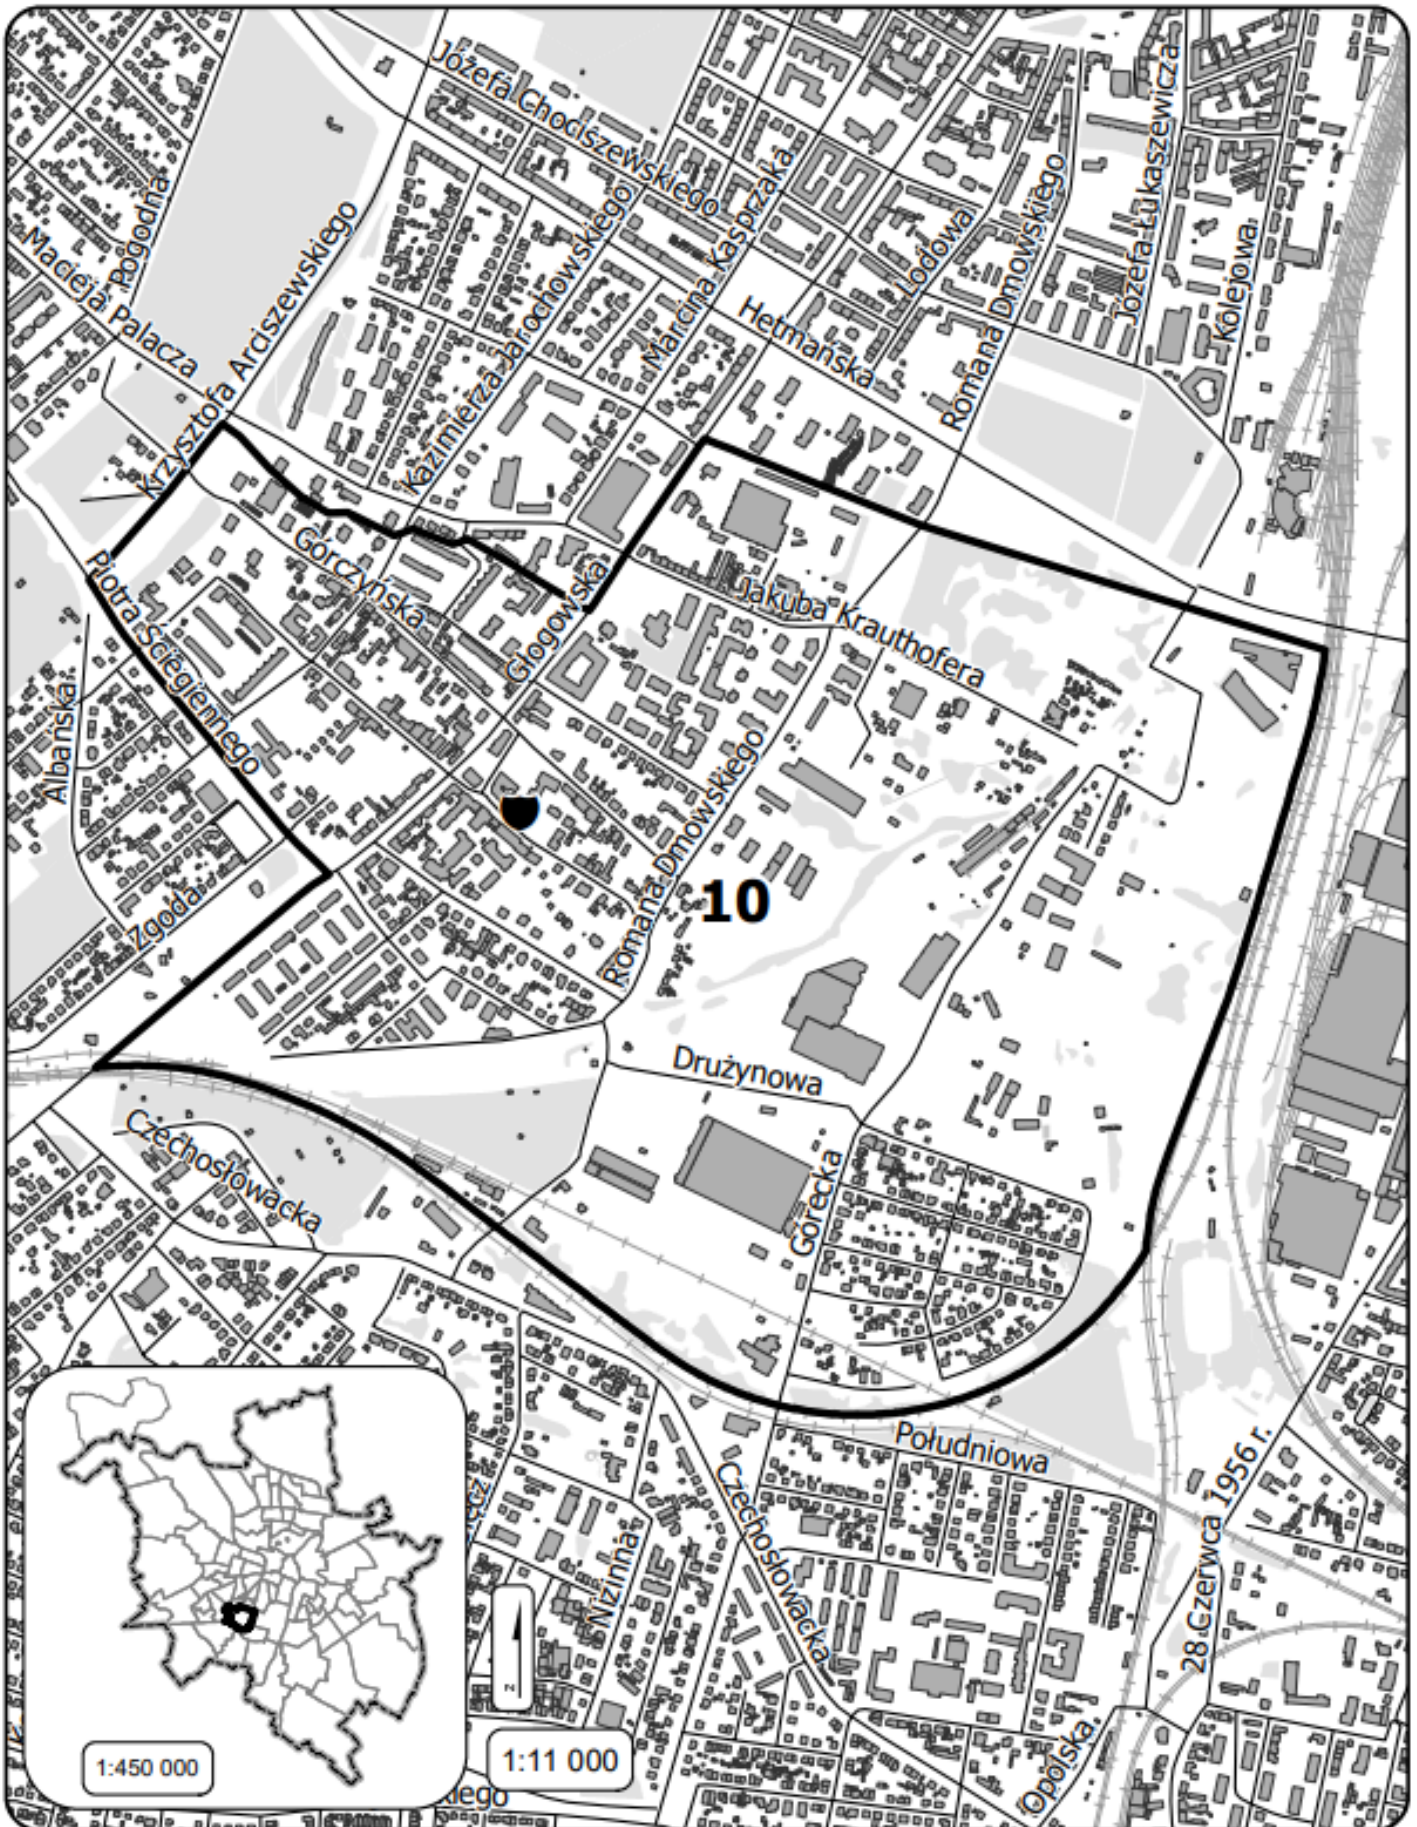 Józefa Chociszewskiego
Józefa Łukaszewicza
Pogodna
Macieja Palacza
Krzysztofa Arciszewskiego
Kazimierza Jarochowskiego
Marcina Kasprzaka
Lodowa
Romana Dmowskiego
Kolejowa
Hetmańska
Piotra Ściegiennego
Górczyńska
Głogowska
Jakuba Krauthofera
Albańska
Romana Dmowskiego
10
Zgoda
Drużynowa
Czechosłowacka
Górecka
Południowa
Czechosłowacka
Nizinna
28 Czerwca 1956 r.
Opolska
z
1:450 000
1:11 000